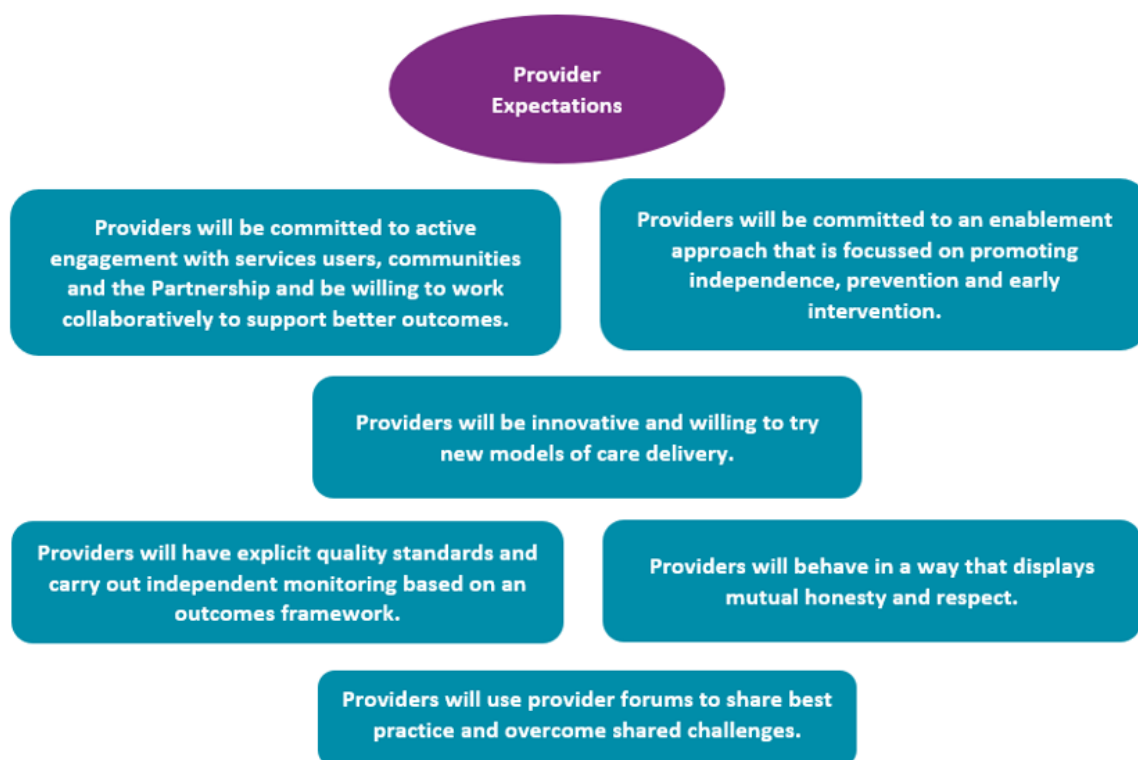 Provider
Expectations
Providers will be committed to active
engagement with services users, communities
and the Partnership and be willing to work
collaboratively to support better outcomes.
Providers will be committed to an enablement
approach that is focussed on promoting
independence, prevention and early
intervention.
Providers will be innovative and willing to try
new models of care delivery.
Providers will have explicit quality standards and
carry out independent monitoring based on an
outcomes framework.
Providers will behave in a way that displays
mutual honesty and respect.
Providers will use provider forums to share best
practice and overcome shared challenges.